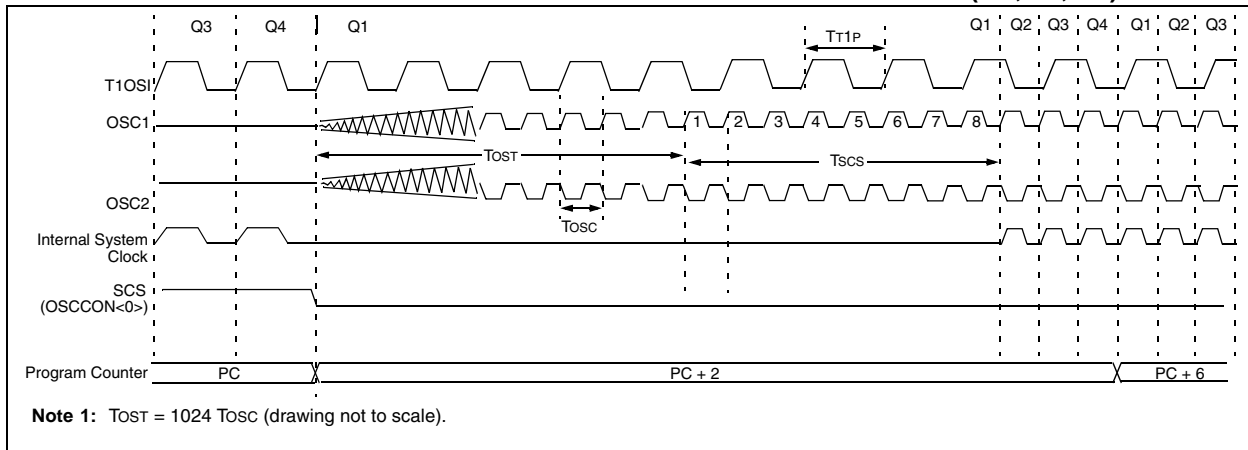 Q3 Q4 Q1 Q1 Q2 Q3 Q4 Q1 Q2 Q3
TT1P
T1OSI
OSC1
1 2 3 4 5 6 7 8
TOST
TSCS
OSC2
TOSC
Internal System
Clock
SCS
(OSCCON<0>)
Program Counter
PC
PC + 2
PC + 6
Note 1: TOST = 1024 TOSC (drawing not to scale).